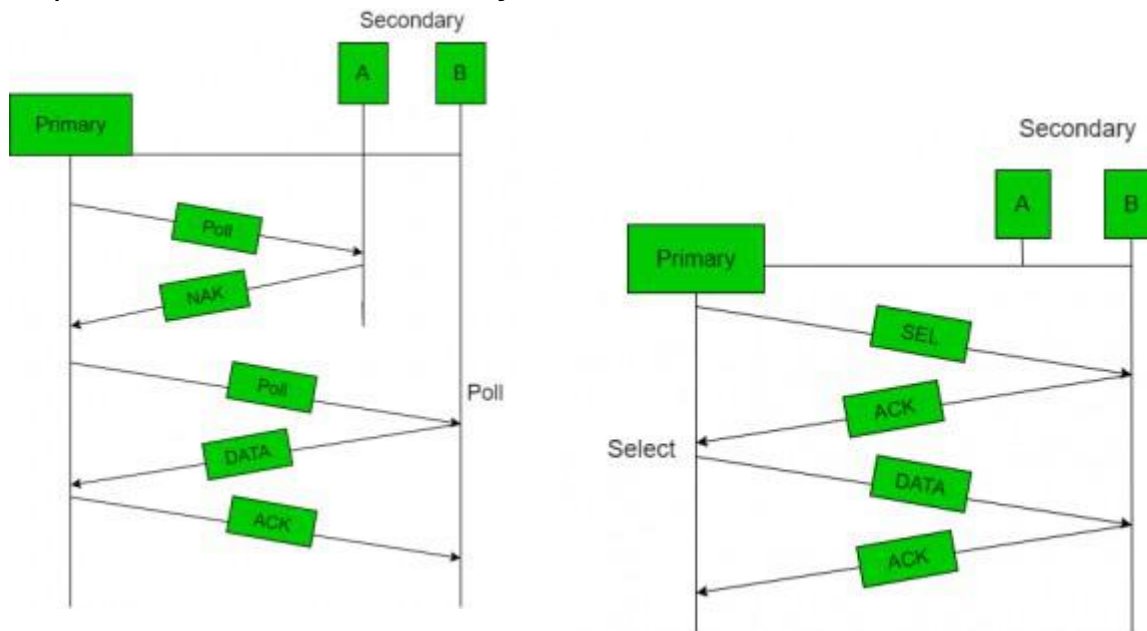 Secondary
A
B
Primary
Poll
NAK
Poll
Poll
DATA
ACK
Secondary
A
B
Primary
SEL
ACK
Select
DATA
ACK